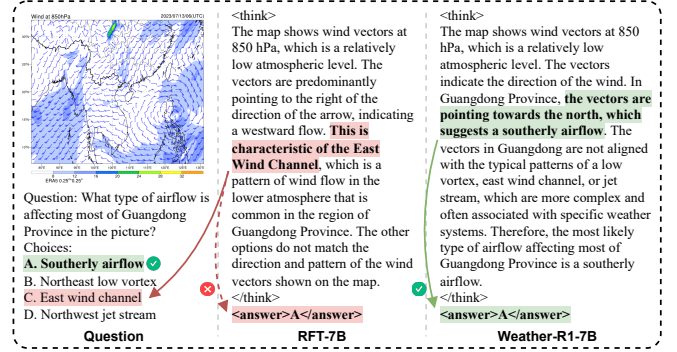 Wind at 850hPa
2023/07/13/06(UTC)
ERA5 0.25°*0.25°
Question: What type of airflow is
affecting most of Guangdong
Province in the picture?
Choices:
A. Southerly airflow
B. Northeast low vortex
C. East wind channel
D. Northwest jet stream
Question
<think>
The map shows wind vectors at
850 hPa, which is a relatively
low atmospheric level. The
vectors are predominantly
pointing to the right of the
direction of the arrow, indicating
a westward flow. This is
characteristic of the East
Wind Channel, which is a
pattern of wind flow in the
lower atmosphere that is
common in the region of
Guangdong Province. The other
options do not match the
direction and pattern of the wind
vectors shown on the map.
</think>
<answer>A</answer>
RFT-7B
<think>
The map shows wind vectors at 850
hPa, which is a relatively low
atmospheric level. The vectors
indicate the direction of the wind. In
Guangdong Province, the vectors are
pointing towards the north, which
suggests a southerly airflow. The
vectors in Guangdong are not aligned
with the typical patterns of a low
vortex, east wind channel, or jet
stream, which are more complex and
often associated with specific weather
systems. Therefore, the most likely
type of airflow affecting most of
Guangdong Province is a southerly
airflow.
</think>
<answer>A</answer>
Weather-R1-7B